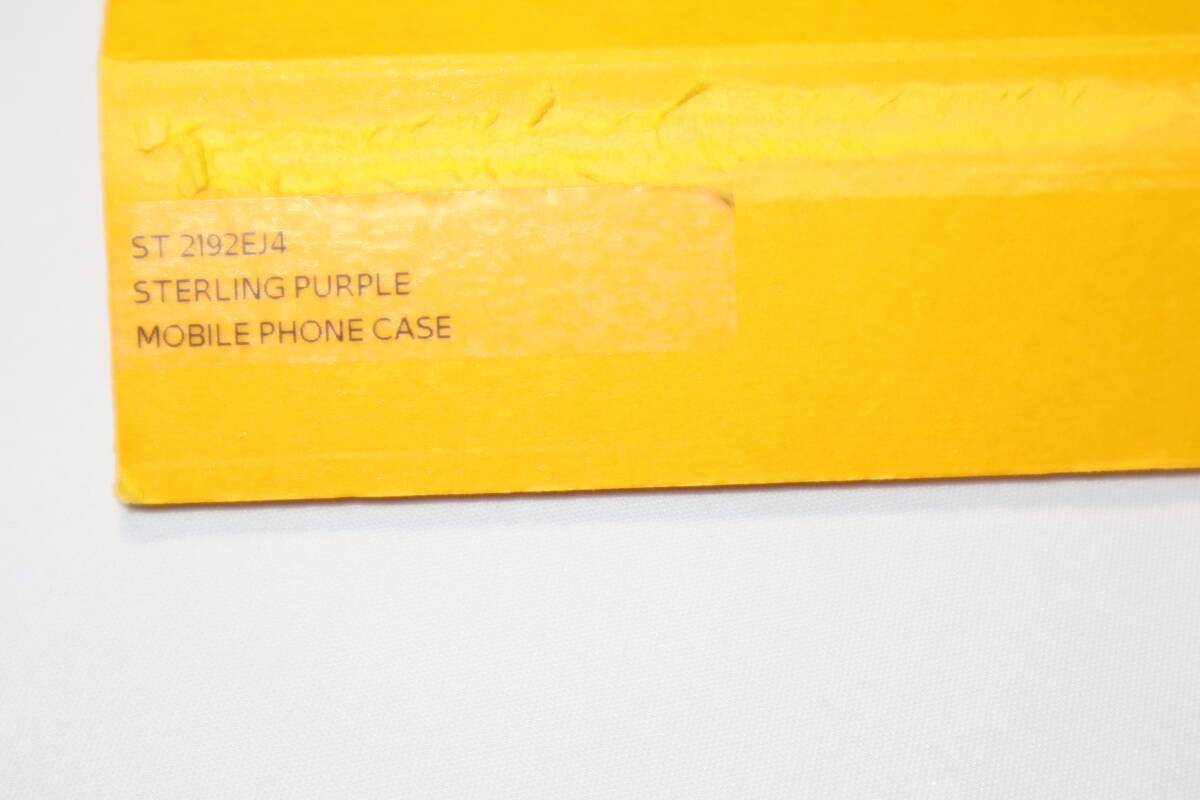 ST 2192EJ4
STERLING PURPLE
MOBILE PHONE CASE